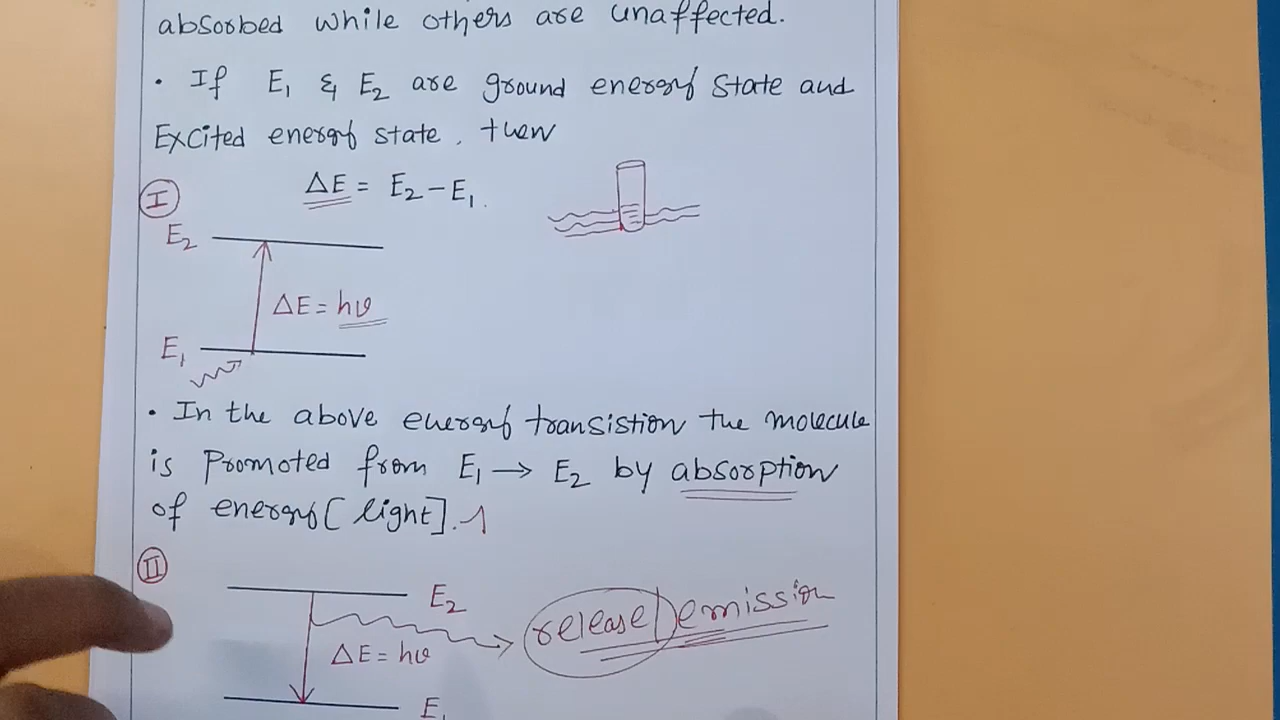 absorbed while others are unaffected.
· If E₁ & E₂ are ground energy state and
Excited energy state, then
ΔE = E₂ – E₁.
I
E₂
ΔE = hν
E₁
· In the above energy transistion the molecule
is Promoted from E₁ → E₂ by absorption
of energy [light].
II
E₂
release emission
ΔE = hν
E₁